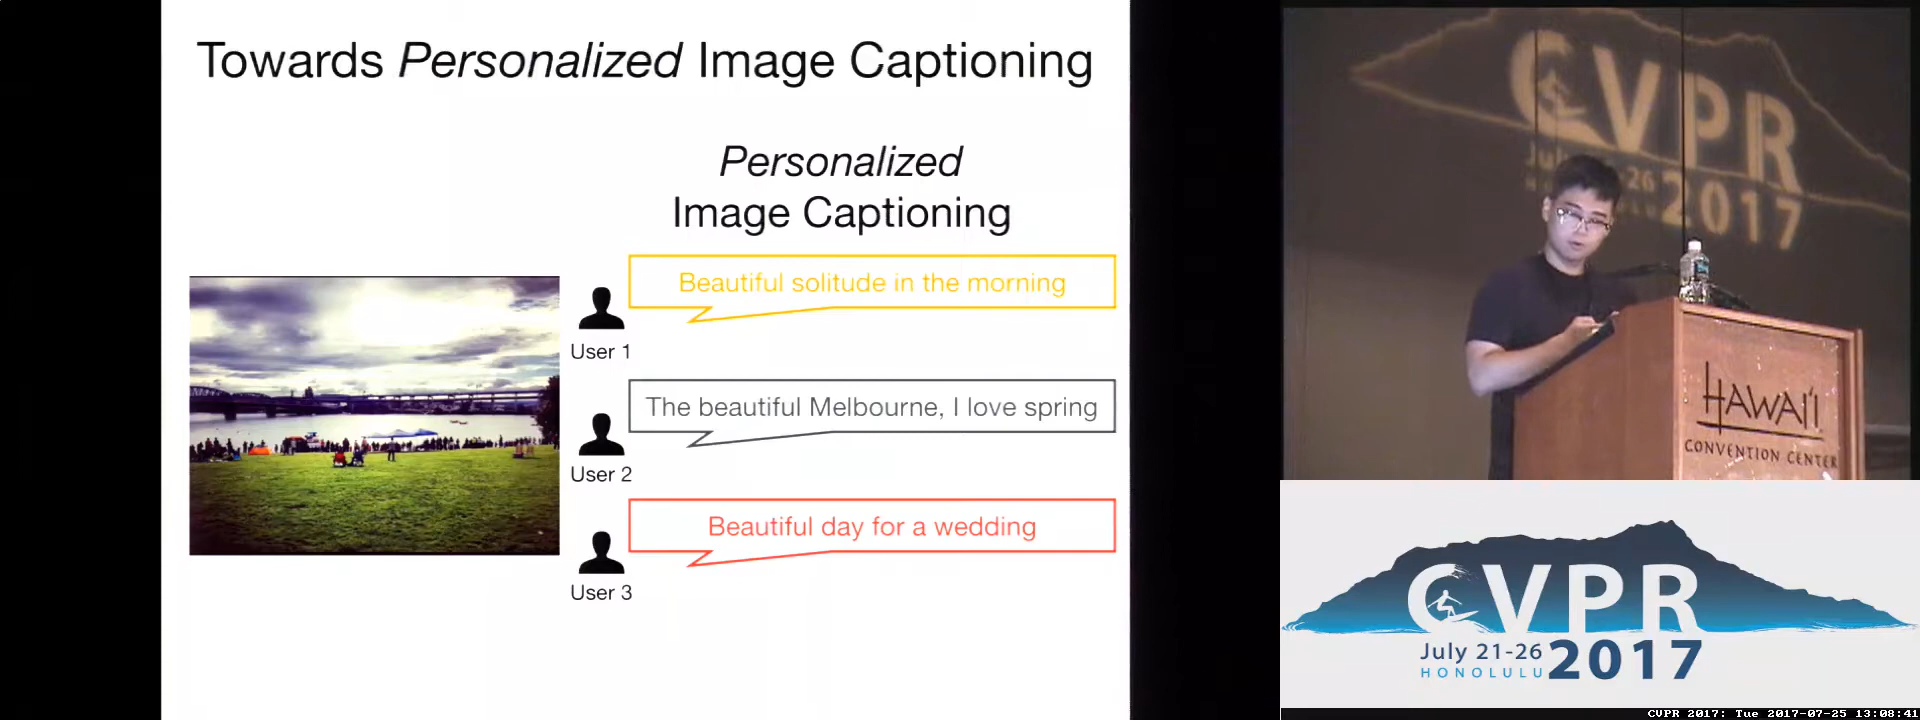 Towards Personalized Image Captioning
Personalized
Image Captioning
Beautiful solitude in the morning
User 1
The beautiful Melbourne, I love spring
User 2
Beautiful day for a wedding
User 3
CVPR
26
2017
HAWAI'I
CONVENTION CENTER
CVPR
July 21-26
HONOLULU
2017
CVPR 2017: Tue 2017-07-25 13:08:41